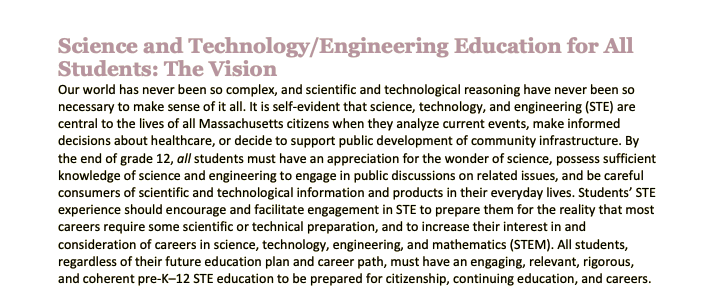 Science and Technology/Engineering Education for All
Students: The Vision
Our world has never been so complex, and scientific and technological reasoning have never been so
necessary to make sense of it all. It is self-evident that science, technology, and engineering (STE) are
central to the lives of all Massachusetts citizens when they analyze current events, make informed
decisions about healthcare, or decide to support public development of community infrastructure. By
the end of grade 12, all students must have an appreciation for the wonder of science, possess sufficient
knowledge of science and engineering to engage in public discussions on related issues, and be careful
consumers of scientific and technological information and products in their everyday lives. Students’ STE
experience should encourage and facilitate engagement in STE to prepare them for the reality that most
careers require some scientific or technical preparation, and to increase their interest in and
consideration of careers in science, technology, engineering, and mathematics (STEM). All students,
regardless of their future education plan and career path, must have an engaging, relevant, rigorous,
and coherent pre-K–12 STE education to be prepared for citizenship, continuing education, and careers.